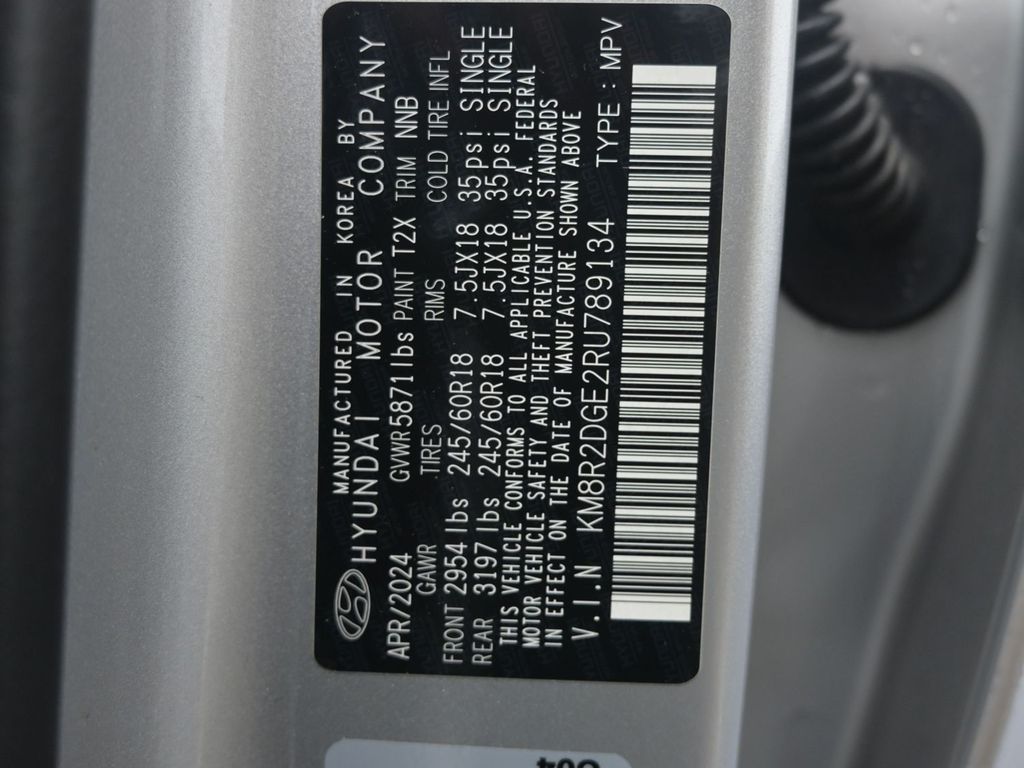 MANUFACTURED IN KOREA BY
HYUNDAI MOTOR COMPANY
APR/2024 GVWR 5871lbs PAINT T2X TRIM NNB
GAWR TIRES RMS COLD TIRE INFL
FRONT 2954 lbs 245/60R18 7.5JX18 35psi SINGLE
REAR 3197 lbs 245/60R18 7.5JX18 35psi SINGLE
THIS VEHICLE CONFORMS TO ALL APPLICABLE U.S.A. FEDERAL
MOTOR VEHICLE SAFETY AND THEFT PREVENTION STANDARDS
IN EFFECT ON THE DATE OF MANUFACTURE SHOWN ABOVE
V.I.N KM8R2DGE2RU789134 TYPE : MPV